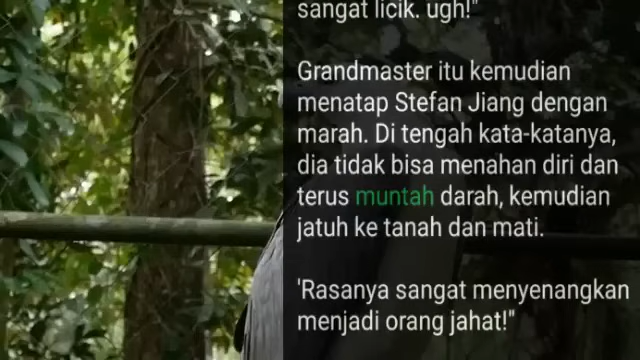 sangat licik. ugh!"
Grandmaster itu kemudian
menatap Stefan Jiang dengan
marah. Di tengah kata-katanya,
dia tidak bisa menahan diri dan
terus muntah darah, kemudian
jatuh ke tanah dan mati.
'Rasanya sangat menyenangkan
menjadi orang jahat!"